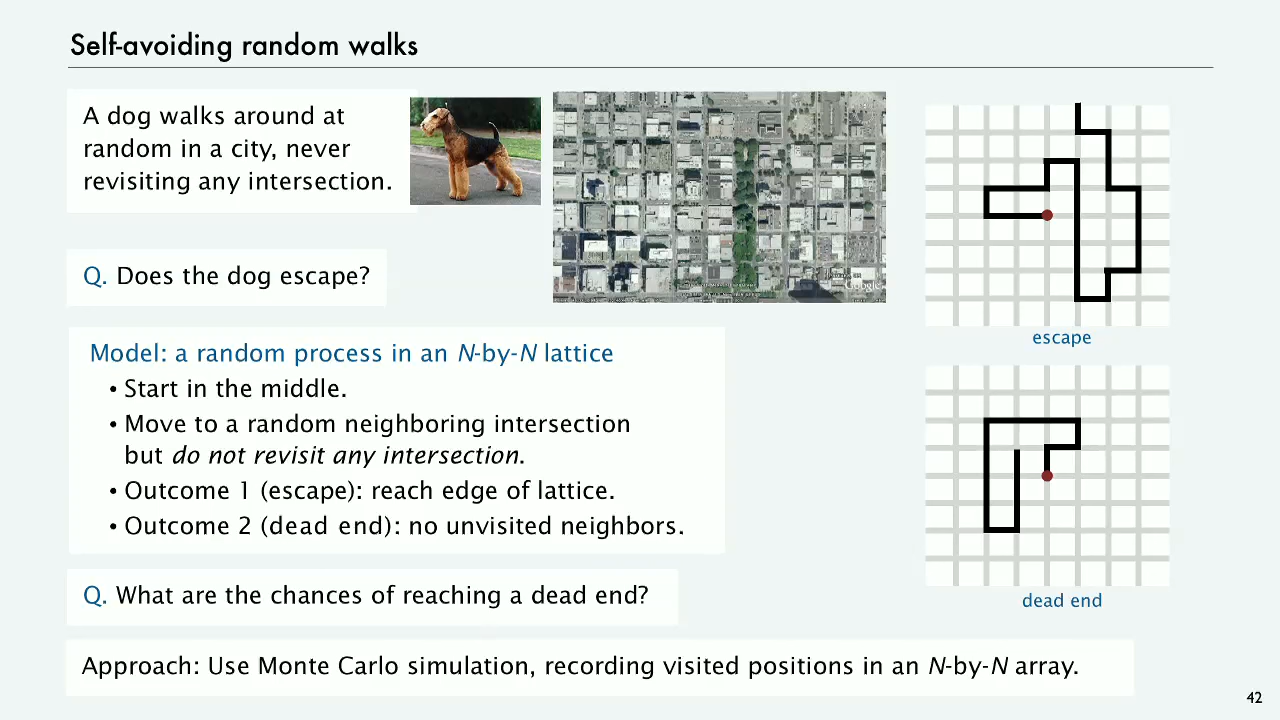 Self-avoiding random walks
A dog walks around at
random in a city, never
revisiting any intersection.
Q. Does the dog escape?
Google
escape
Model: a random process in an N-by-N lattice
• Start in the middle.
• Move to a random neighboring intersection
but do not revisit any intersection.
• Outcome 1 (escape): reach edge of lattice.
• Outcome 2 (dead end): no unvisited neighbors.
dead end
Q. What are the chances of reaching a dead end?
Approach: Use Monte Carlo simulation, recording visited positions in an N-by-N array.
42